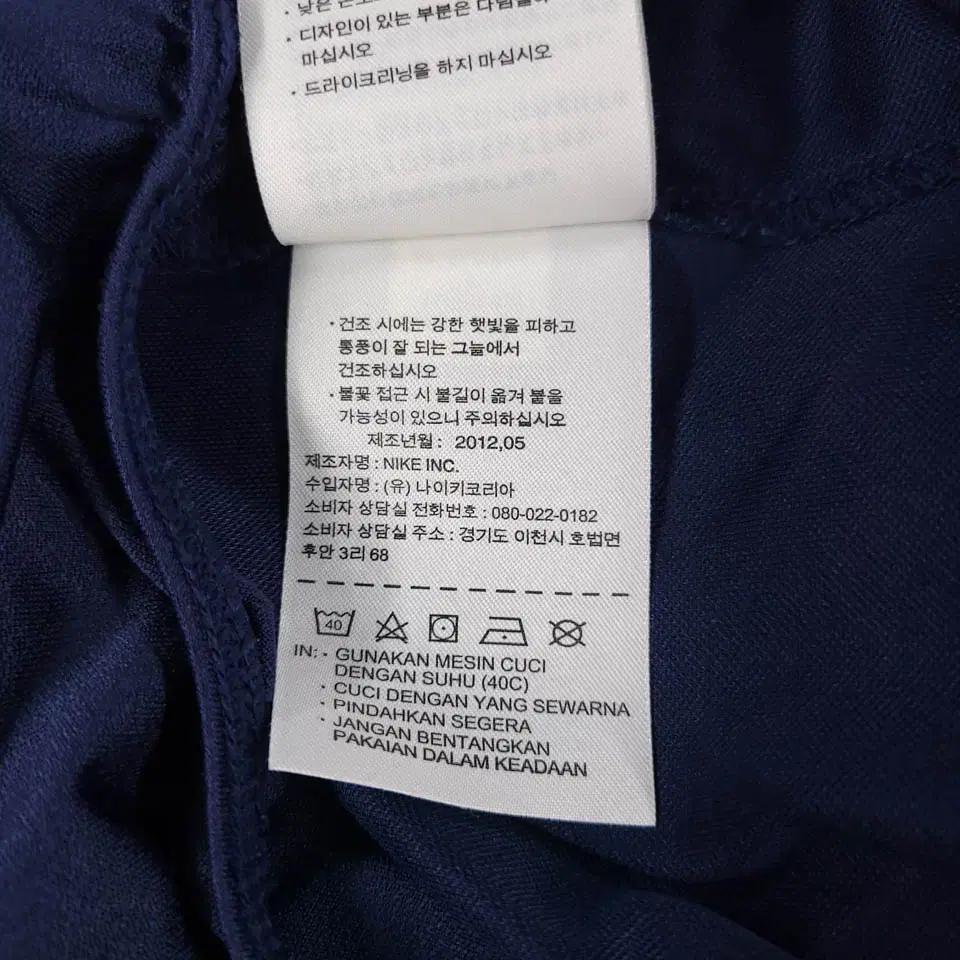 · 디자인이 있는 부분은 다림질하
마십시오
· 드라이크리닝을 하지 마십시오
· 건조 시에는 강한 햇빛을 피하고
통풍이 잘 되는 그늘에서
건조하십시오
· 불꽃 접근 시 불길이 옮겨 붙을
가능성이 있으니 주의하십시오
제조년월 : 2012,05
제조자명 : NIKE INC.
수입자명 : (유) 나이키코리아
소비자 상담실 전화번호 : 080-022-0182
소비자 상담실 주소 : 경기도 이천시 호법면
후안 3리 68
40
IN: · GUNAKAN MESIN CUCI
DENGAN SUHU (40C)
· CUCI DENGAN YANG SEWARNA
· PINDAHKAN SEGERA
· JANGAN BENTANGKAN
PAKAIAN DALAM KEADAAN